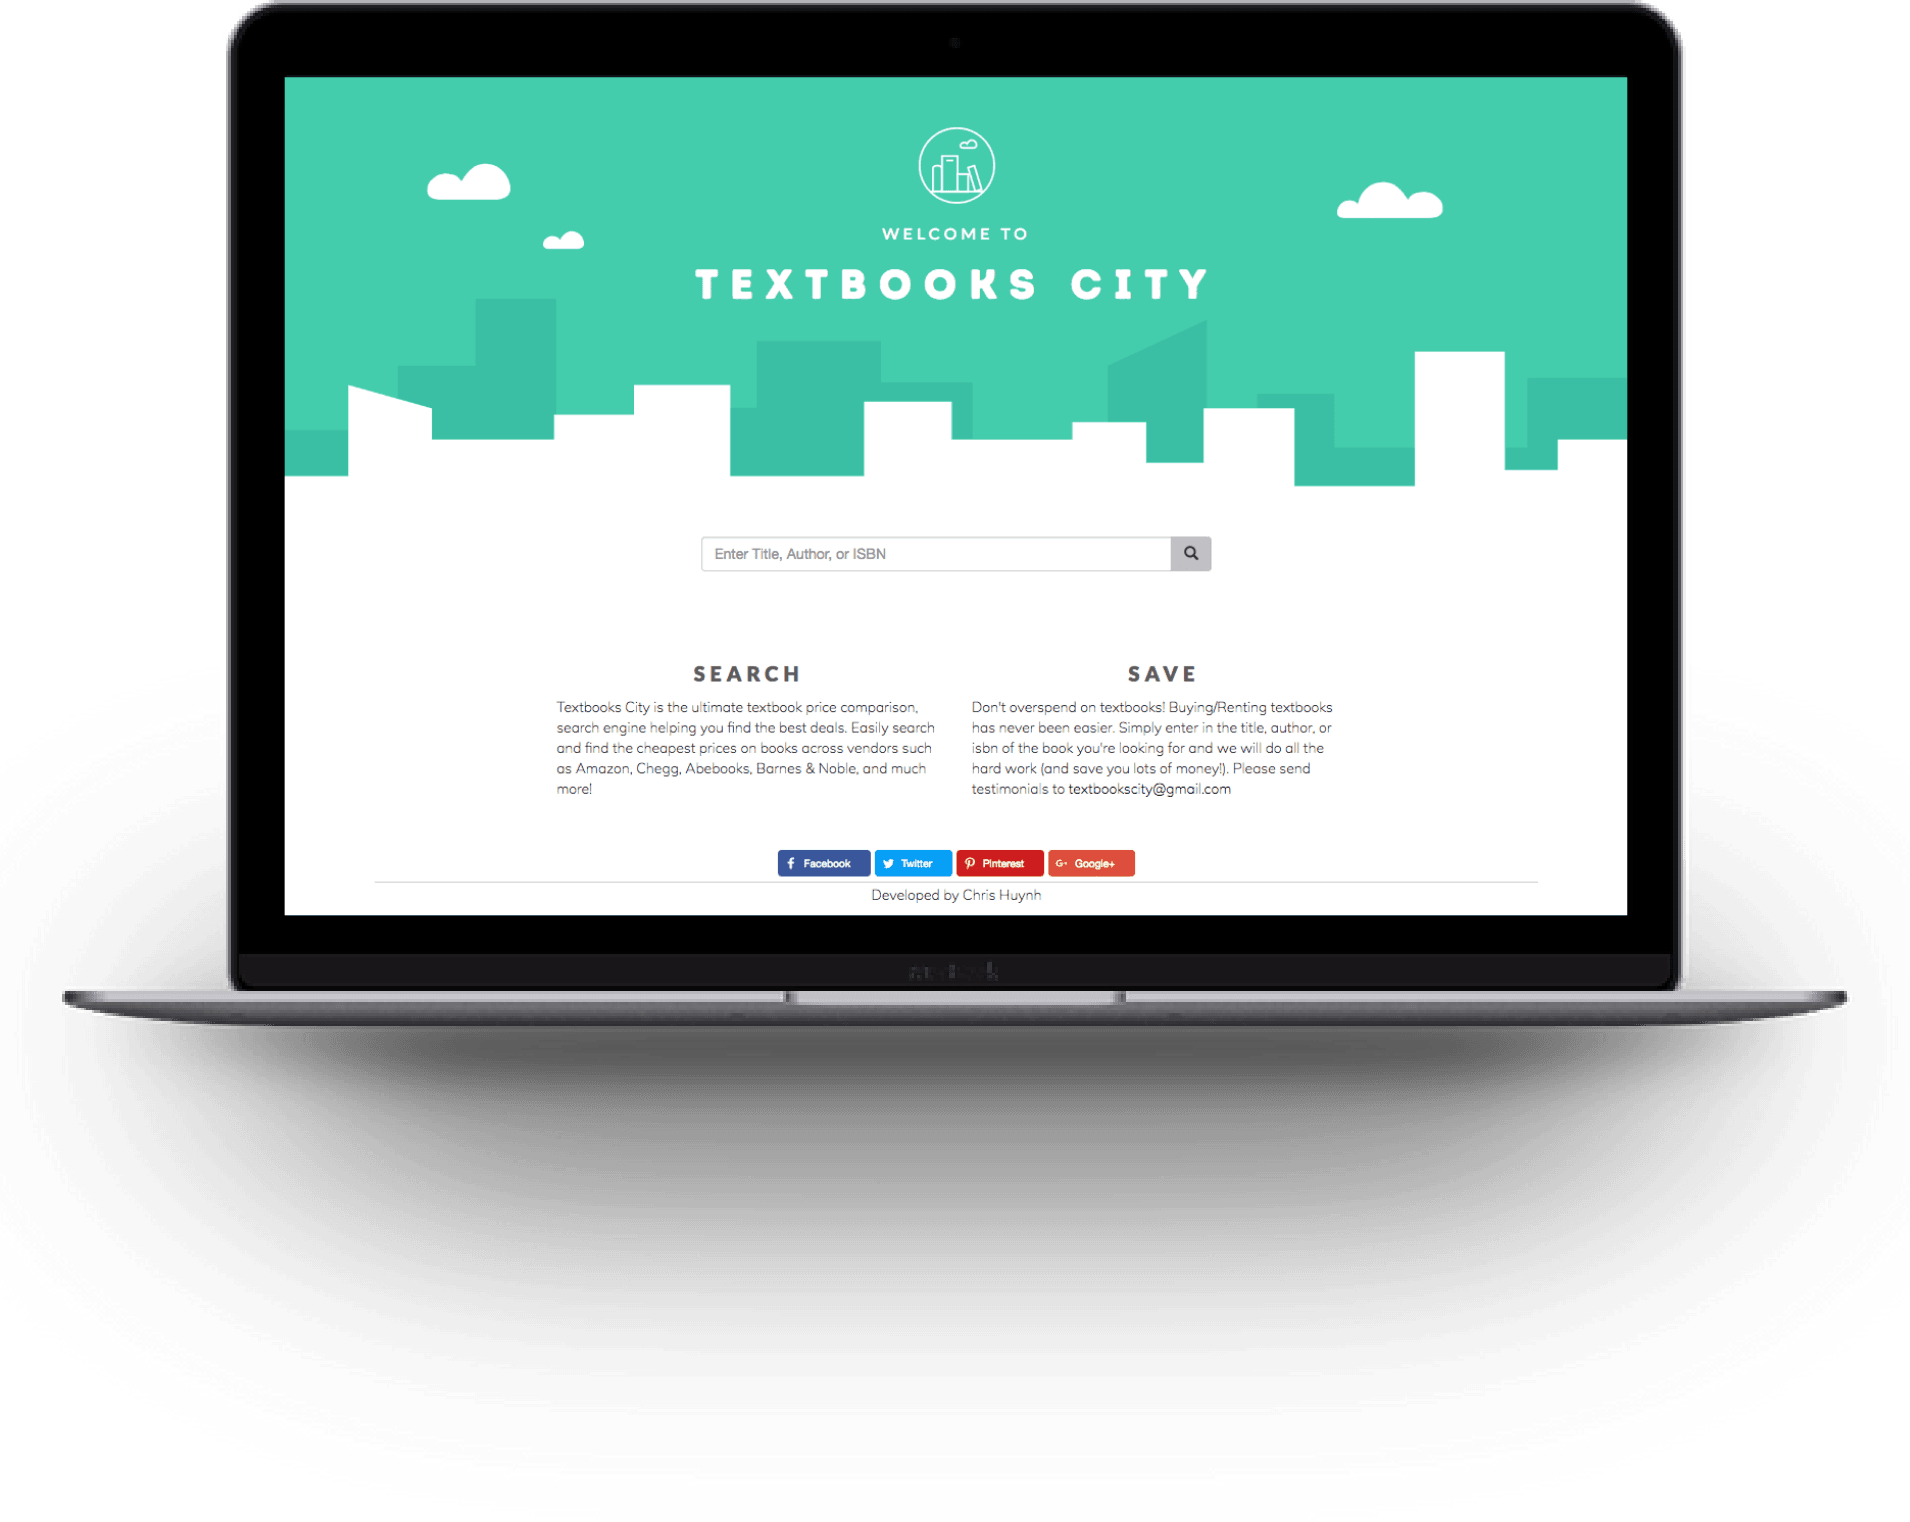 WELCOME TO
TEXTBOOKS CITY
Enter Title, Author, or ISBN
SEARCH
Textbooks City is the ultimate textbook price comparison,
search engine helping you find the best deals. Easily search
and find the cheapest prices on books across vendors such
as Amazon, Chegg, Abebooks, Barnes & Noble, and much
more!
SAVE
Don't overspend on textbooks! Buying/Renting textbooks
has never been easier. Simply enter in the title, author, or
isbn of the book you're looking for and we will do all the
hard work (and save you lots of money!). Please send
testimonials to textbookscity@gmail.com
Facebook Twitter Pinterest G+ Google+
Developed by Chris Huynh